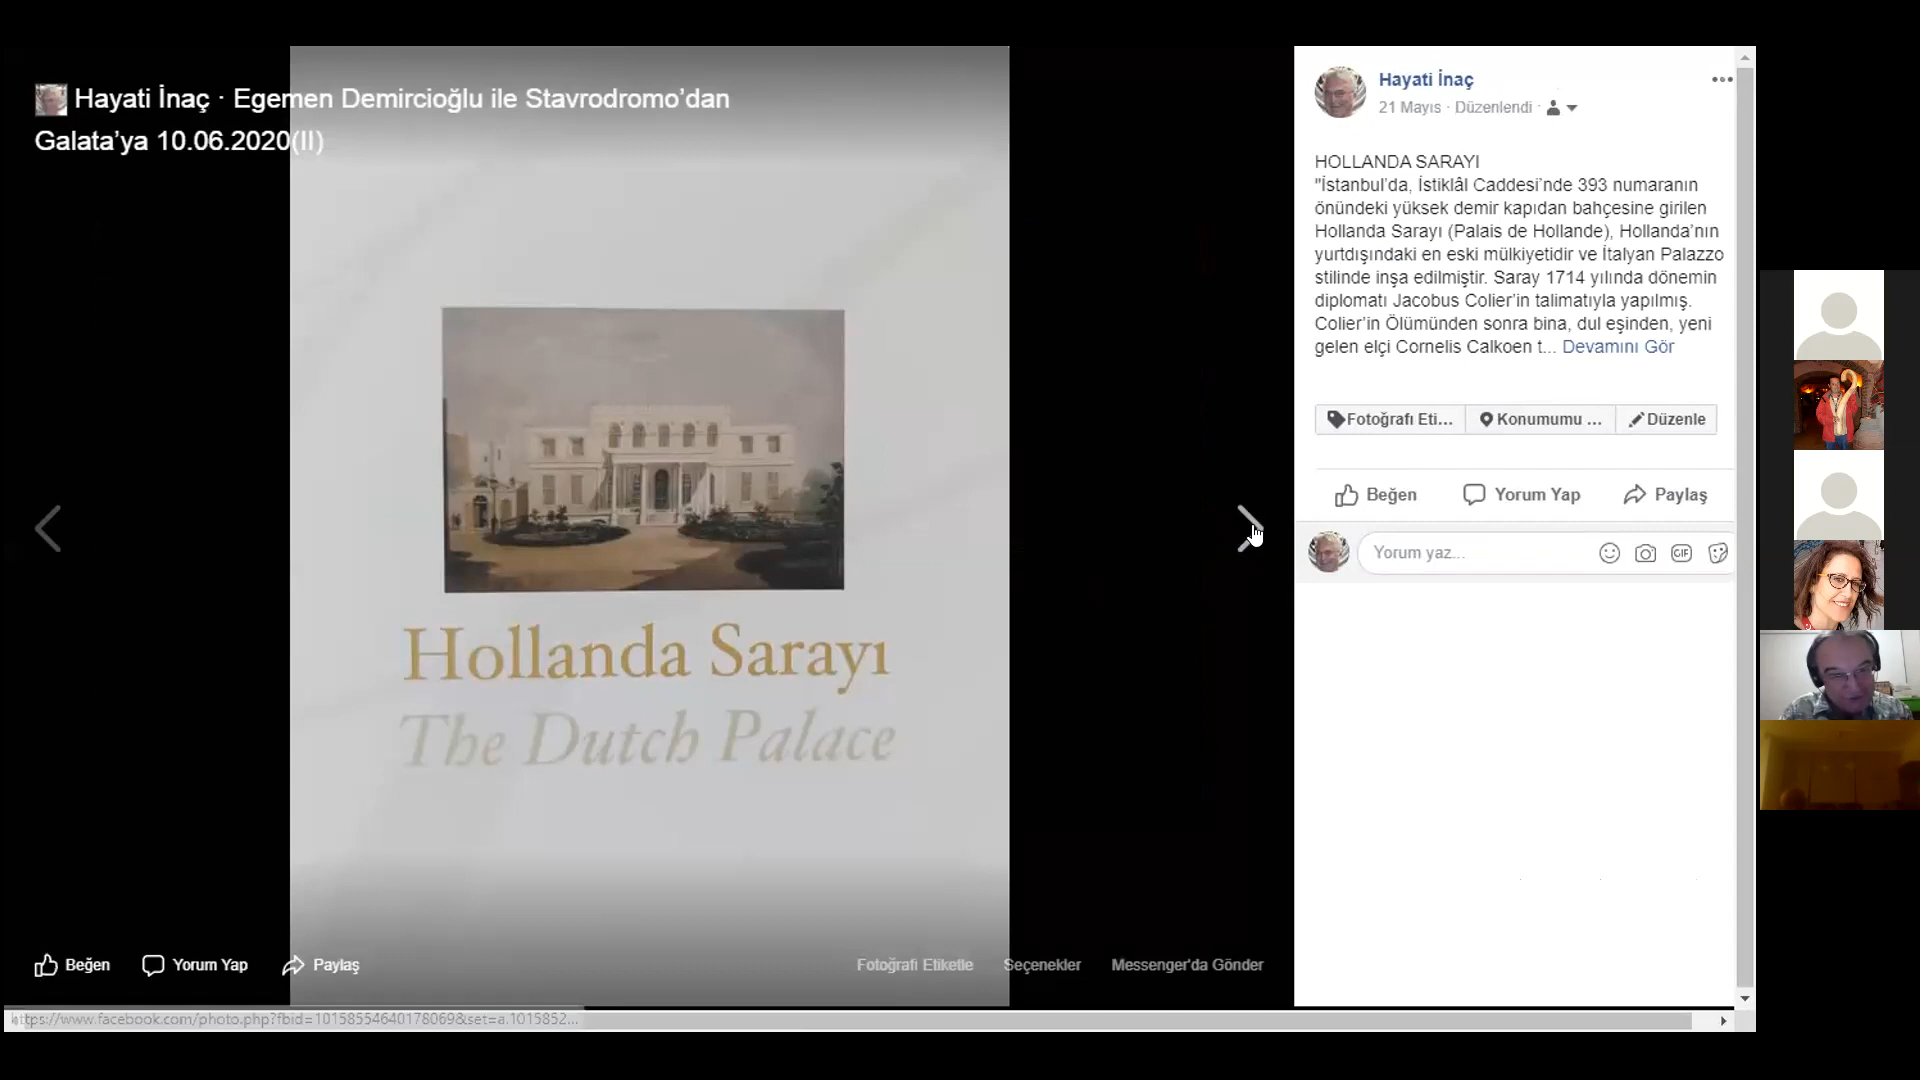 Hayati İnaç · Egemen Demircioğlu ile Stavrodromo’dan
Galata’ya 10.06.2020(II)
Hollanda Sarayı
The Dutch Palace
Beğen
Yorum Yap
Paylaş
Fotoğrafı Etiketle
Seçenekler
Messenger'da Gönder
Hayati İnaç
21 Mayıs · Düzenlendi ·
HOLLANDA SARAYI
"İstanbul’da, İstiklâl Caddesi’nde 393 numaranın
önündeki yüksek demir kapıdan bahçesine girilen
Hollanda Sarayı (Palais de Hollande), Hollanda’nın
yurtdışındaki en eski mülkiyetidir ve İtalyan Palazzo
stilinde inşa edilmiştir. Saray 1714 yılında dönemin
diplomatı Jacobus Colier’in talimatıyla yapılmış.
Colier’in Ölümünden sonra bina, dul eşinden, yeni
gelen elçi Cornelis Calkoen t... Devamını Gör
Fotoğrafı Eti...
Konumumu ...
Düzenle
Beğen
Yorum Yap
Paylaş
Yorum yaz...
GIF
https://www.facebook.com/photo.php?fbid=10158554640178069&set=a.1015852...